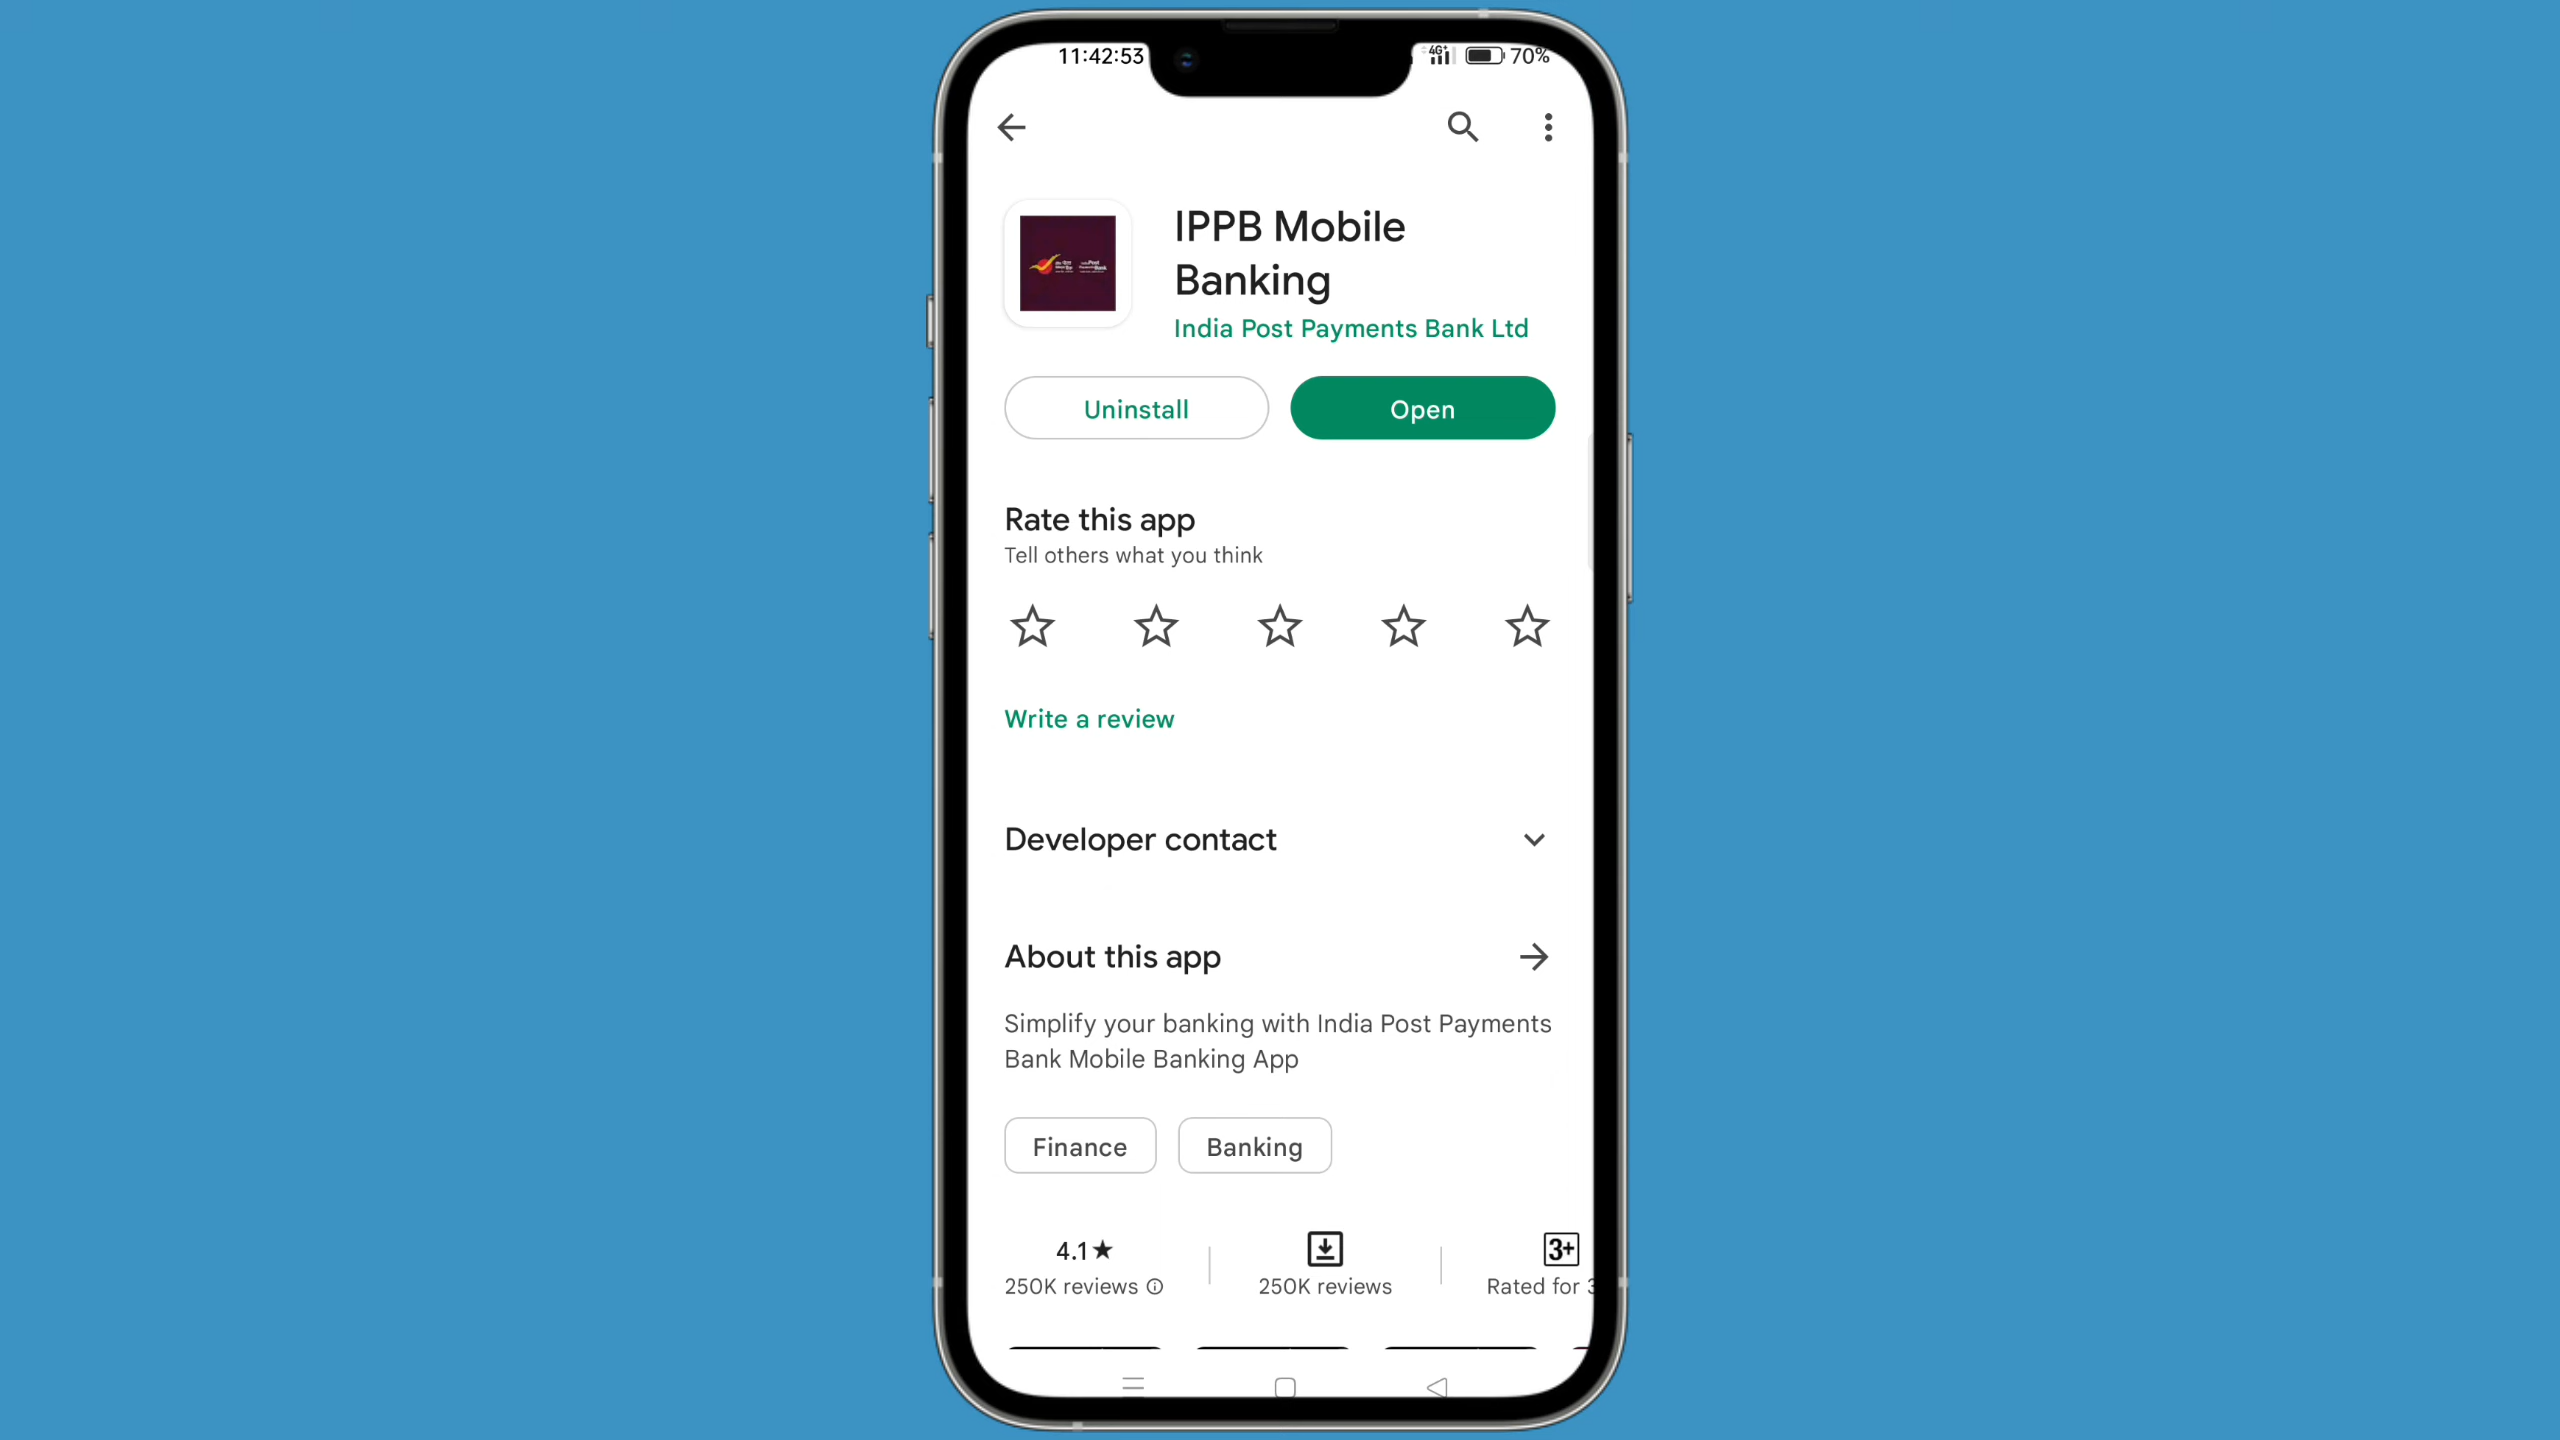 11:42:53
4G+
70%
IPPB Mobile
Banking
India Post Payments Bank Ltd
Uninstall
Open
Rate this app
Tell others what you think
Write a review
Developer contact
About this app
Simplify your banking with India Post Payments
Bank Mobile Banking App
Finance
Banking
4.1★
250K reviews
250K reviews
3+
Rated for 3